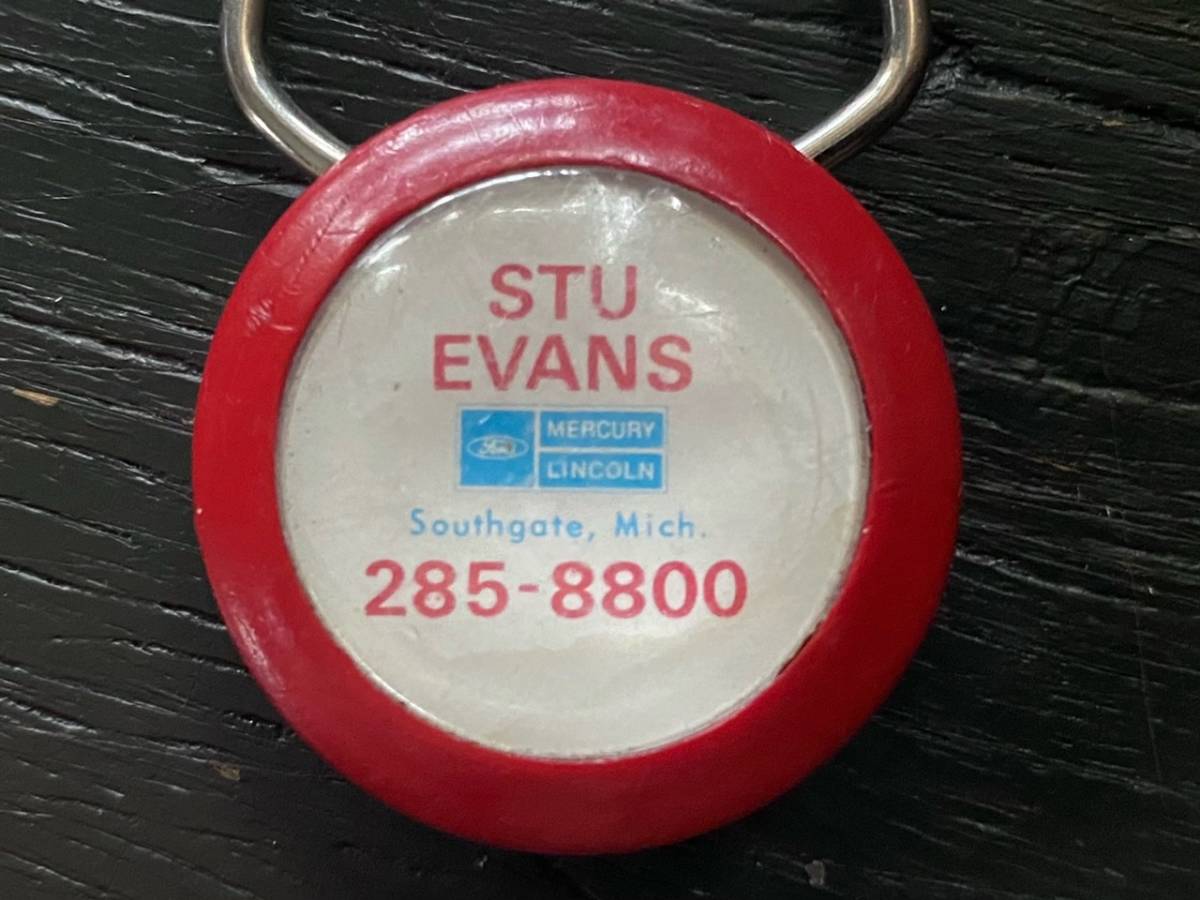 STU
EVANS
Ford MERCURY
LINCOLN
Southgate, Mich.
285-8800